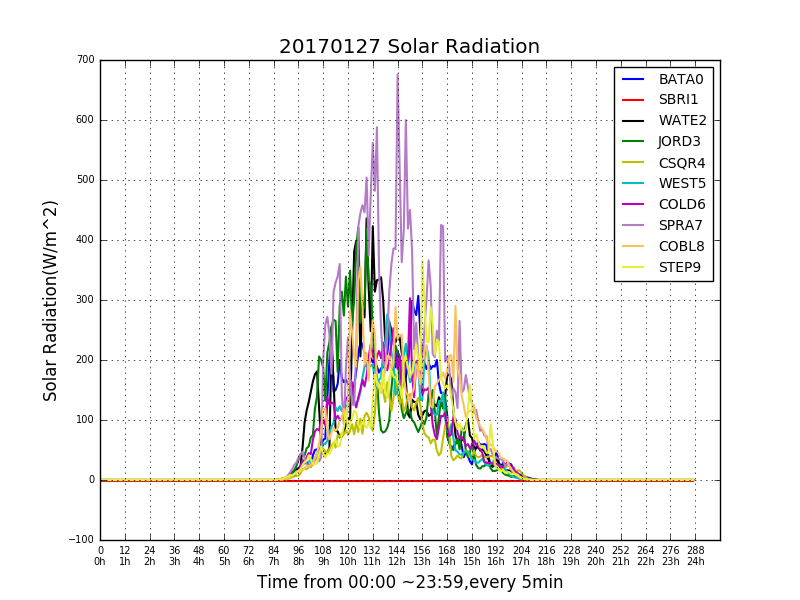 20170127 Solar Radiation
Solar Radiation(W/m^2)
700
600
500
400
300
200
100
0
−100
BATA0
SBRI1
WATE2
JORD3
CSQR4
WEST5
COLD6
SPRA7
COBL8
STEP9
0 12 24 36 48 60 72 84 96 108 120 132 144 156 168 180 192 204 216 228 240 252 264 276 288
0h 1h 2h 3h 4h 5h 6h 7h 8h 9h 10h 11h 12h 13h 14h 15h 16h 17h 18h 19h 20h 21h 22h 23h 24h
Time from 00:00 ~23:59,every 5min